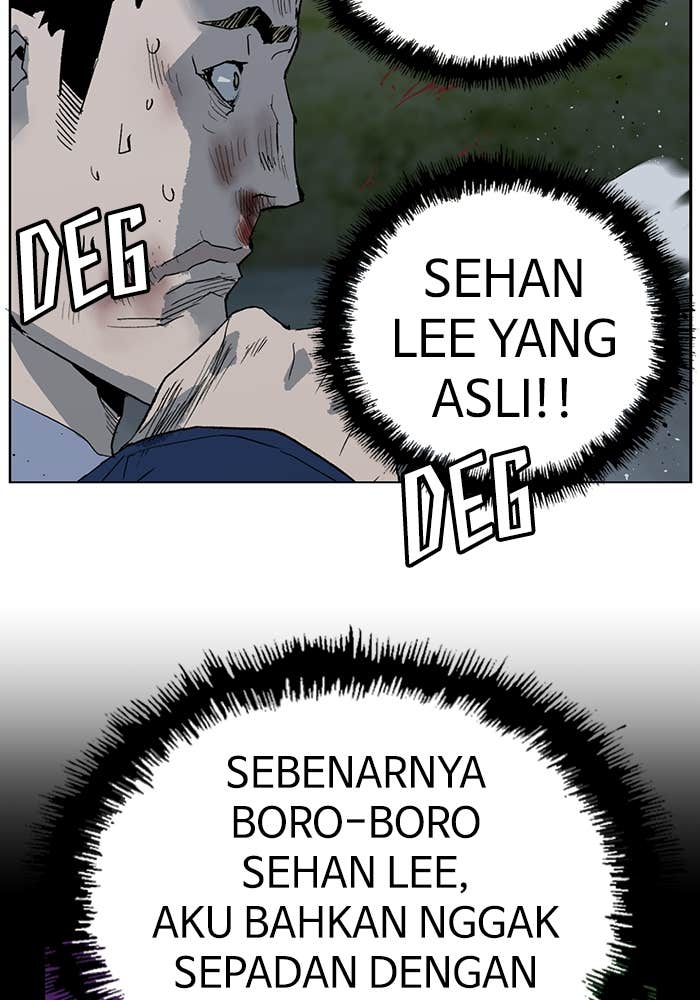 DEG
SEHAN
LEE YANG
ASLI!!
DEG
SEBENARNYA
BORO-BORO
SEHAN LEE,
AKU BAHKAN NGGAK
SEPADAN DENGAN